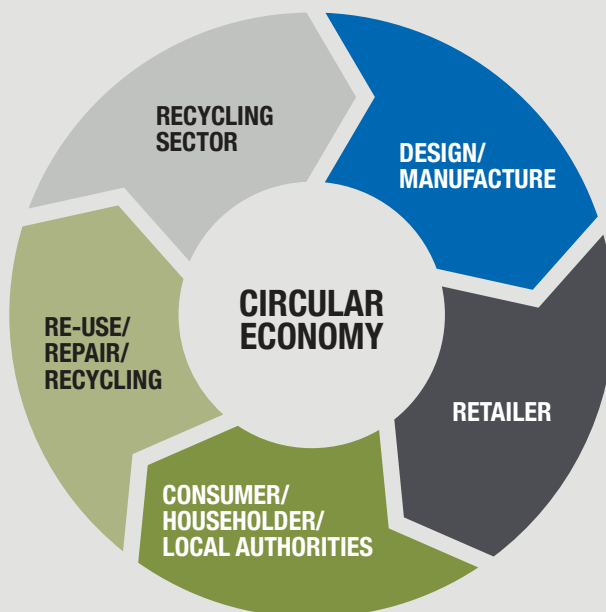 RECYCLING
SECTOR
DESIGN/
MANUFACTURE
CIRCULAR
ECONOMY
RE-USE/
REPAIR/
RECYCLING
RETAILER
CONSUMER/
HOUSEHOLDER/
LOCAL AUTHORITIES